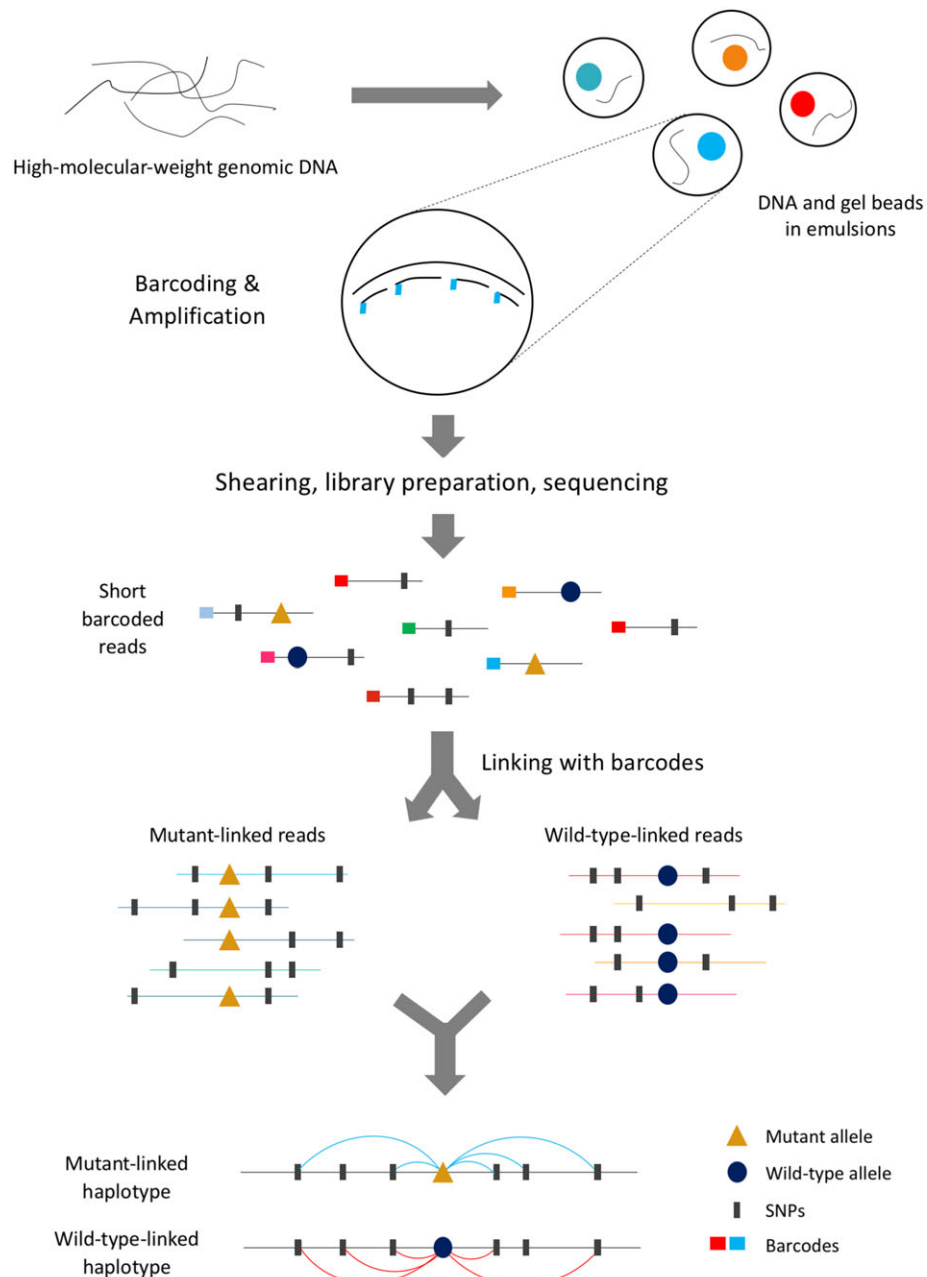 High-molecular-weight genomic DNA
DNA and gel beads
in emulsions
Barcoding &
Amplification
Shearing, library preparation, sequencing
Short
barcoded
reads
Linking with barcodes
Mutant-linked reads
Wild-type-linked reads
Mutant-linked
haplotype
Wild-type-linked
haplotype
Mutant allele
Wild-type allele
SNPs
Barcodes